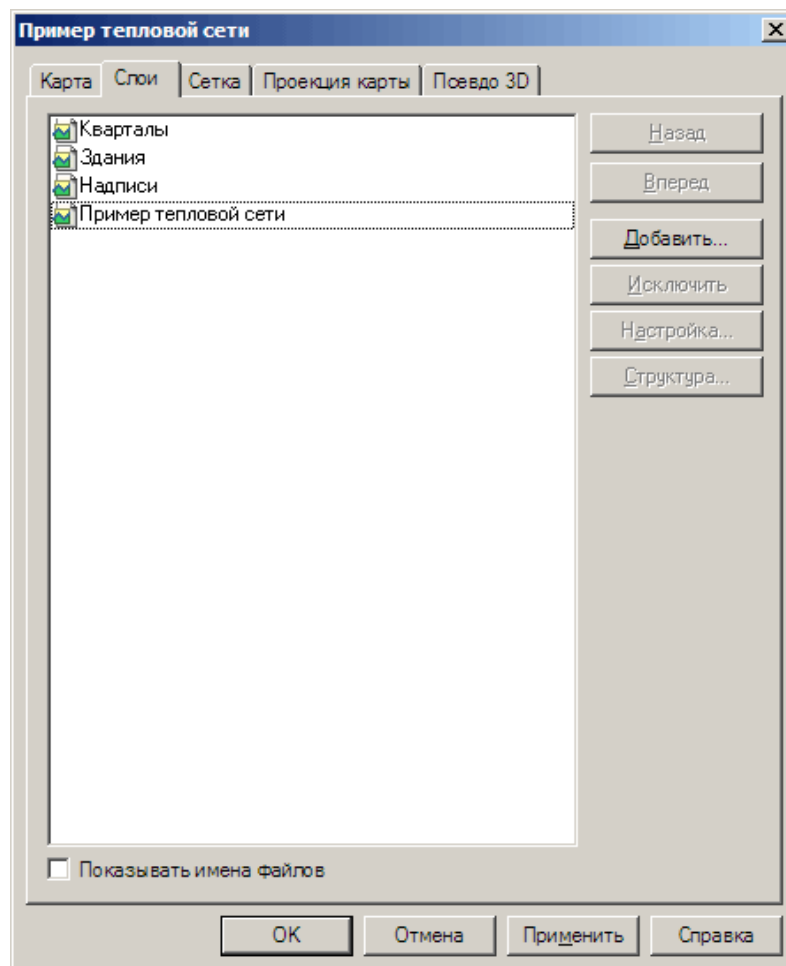 Пример тепловой сети
Карта Слои Сетка Проекция карты Псевдо 3D
Кварталы
Здания
Надписи
Пример тепловой сети
Назад
Вперед
Добавить...
Исключить
Настройка...
Структура...
Показывать имена файлов
OK Отмена Применить Справка